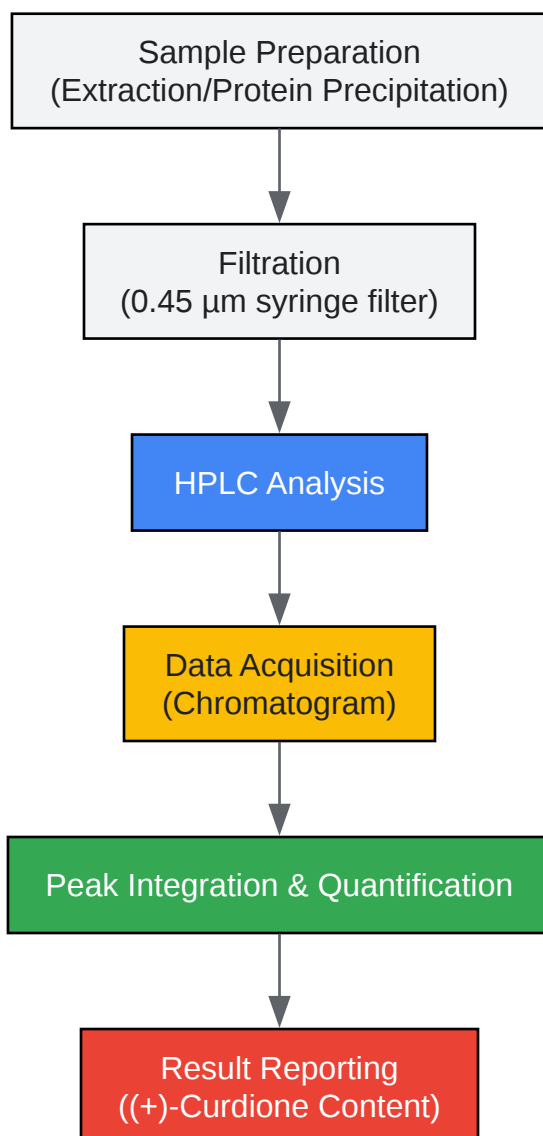 Sample Preparation
(Extraction/Protein Precipitation)
Filtration
(0.45 µm syringe filter)
HPLC Analysis
Data Acquisition
(Chromatogram)
Peak Integration & Quantification
Result Reporting
((+)-Curdione Content)